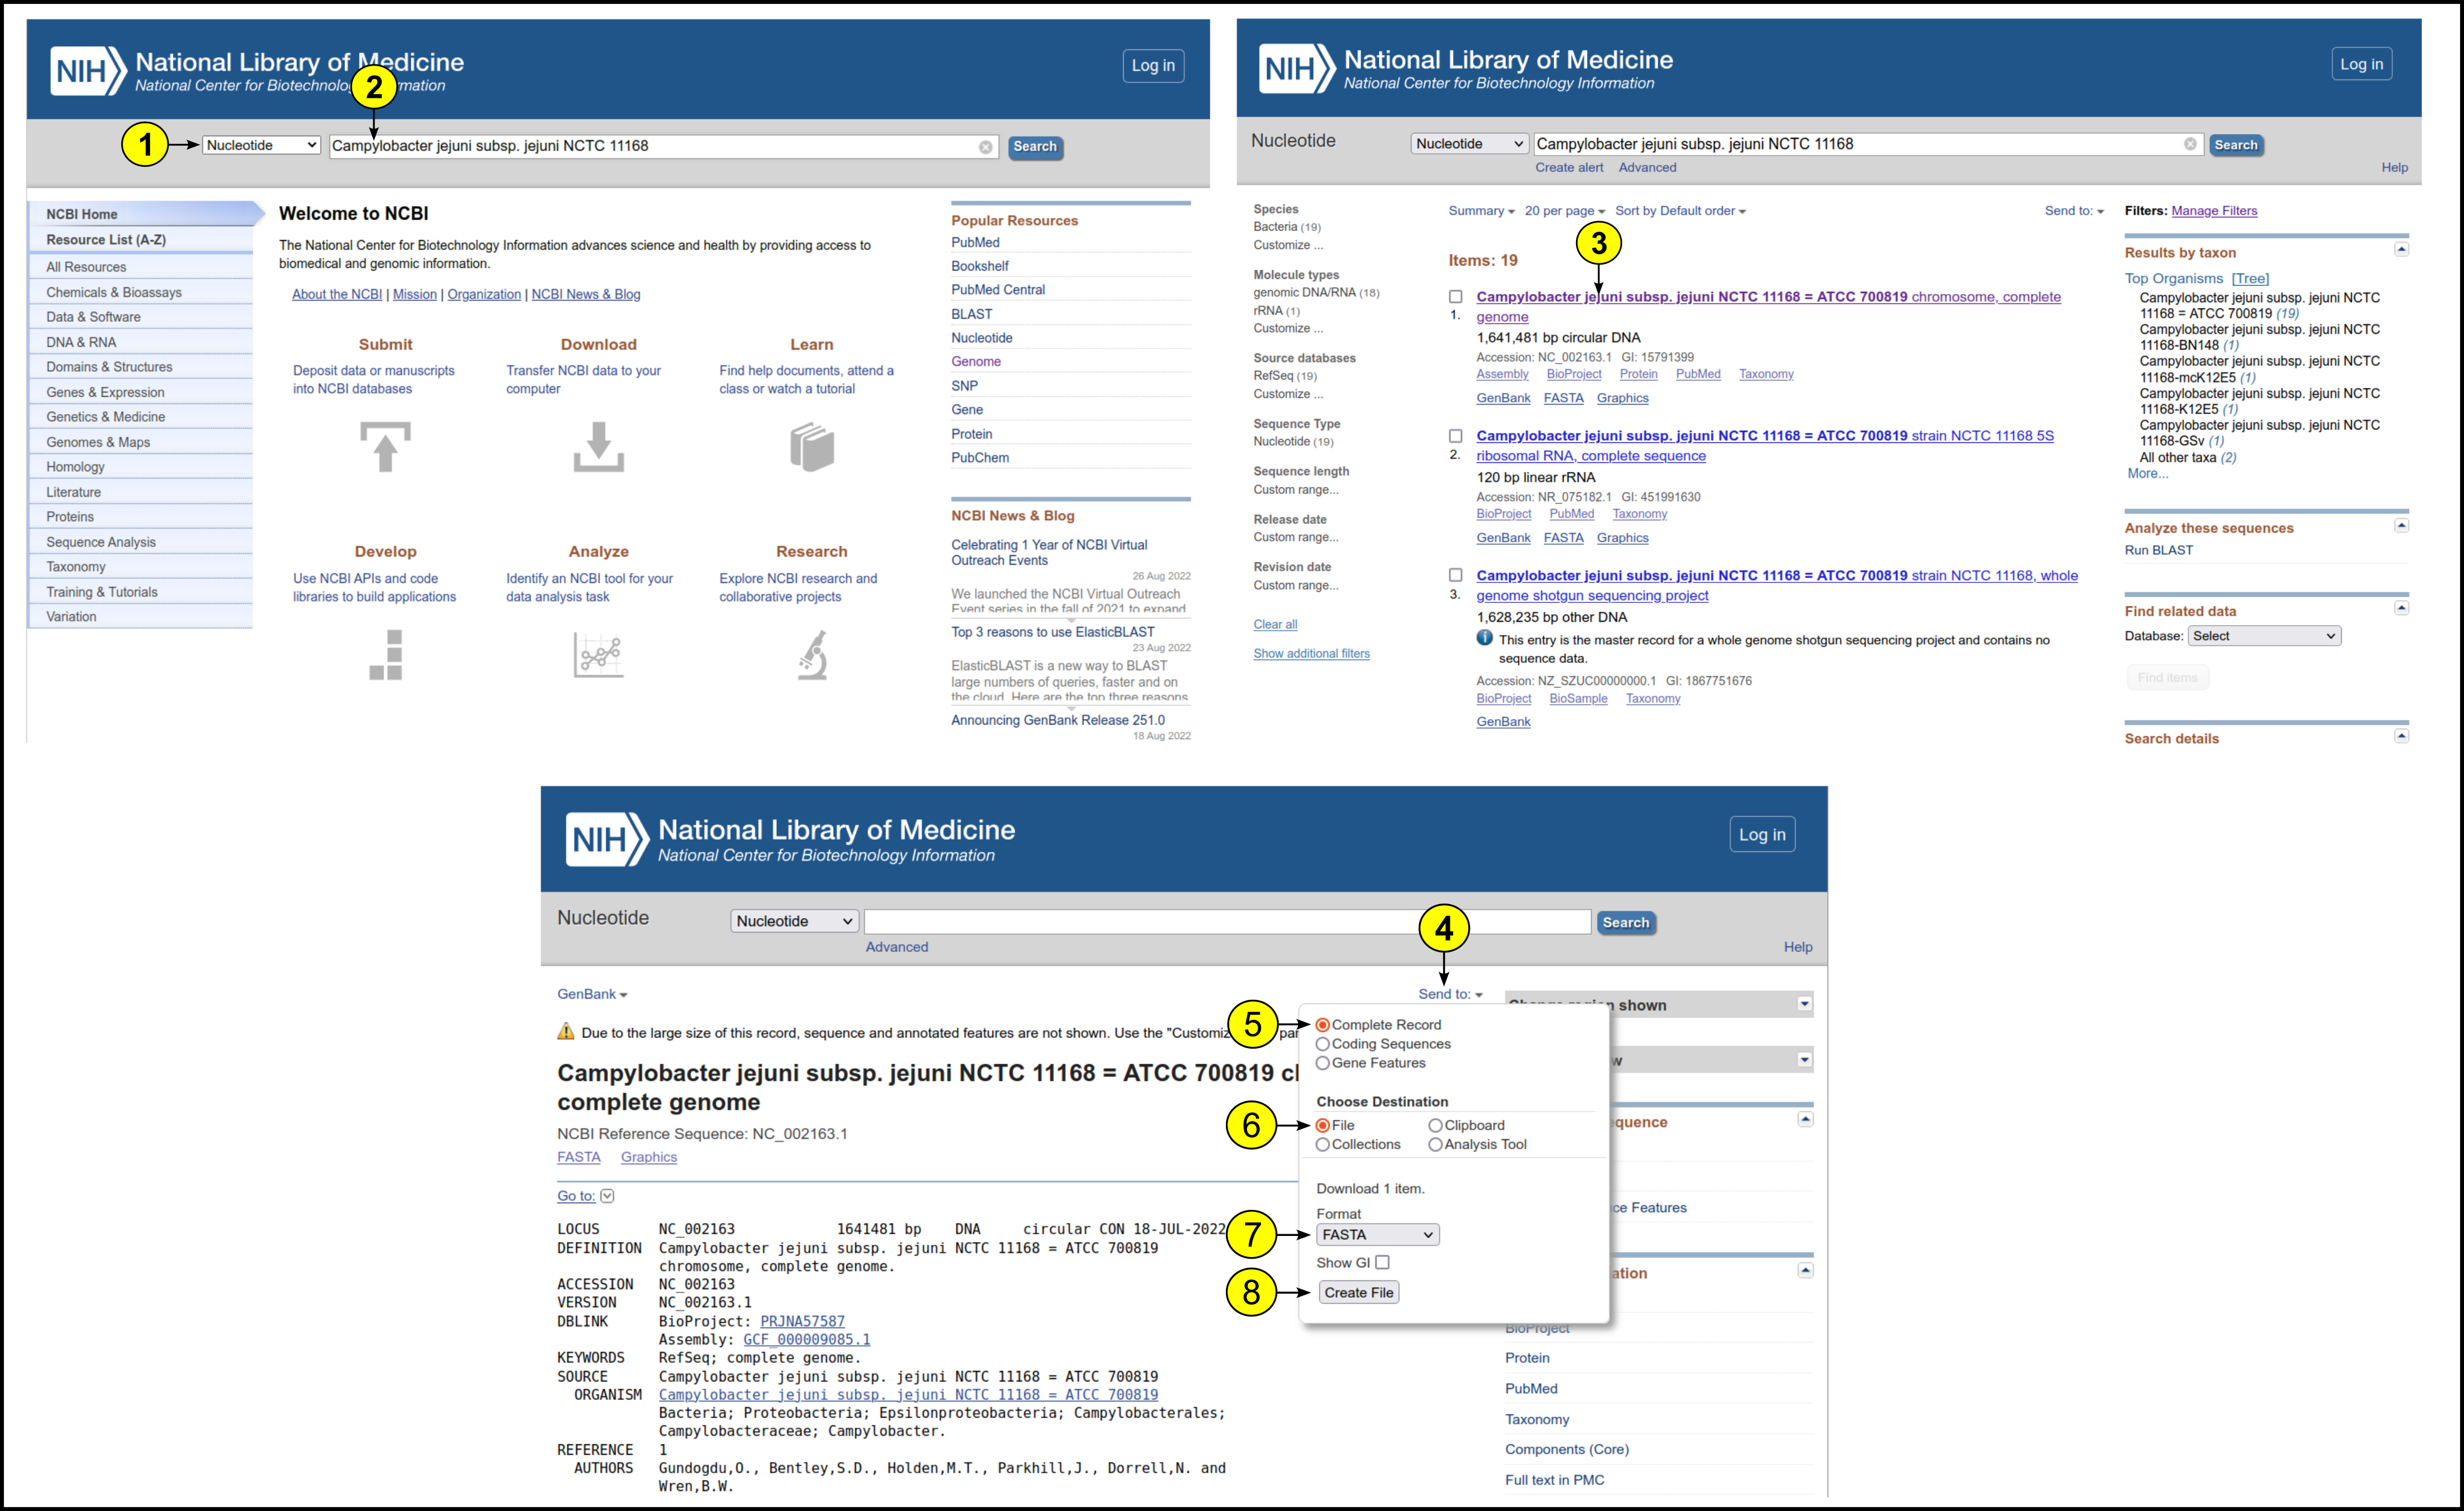 NIH National Library of Medicine
National Center for Biotechnology Information
Log in
2
1
Nucleotide
Campylobacter jejuni subsp. jejuni NCTC 11168
Search
NCBI Home
Resource List (A-Z)
All Resources
Chemicals & Bioassays
Data & Software
DNA & RNA
Domains & Structures
Genes & Expression
Genetics & Medicine
Genomes & Maps
Homology
Literature
Proteins
Sequence Analysis
Taxonomy
Training & Tutorials
Variation
Welcome to NCBI
The National Center for Biotechnology Information advances science and health by providing access to
biomedical and genomic information.
About the NCBI | Mission | Organization | NCBI News & Blog
Submit
Deposit data or manuscripts
into NCBI databases
Download
Transfer NCBI data to your
computer
Learn
Find help documents, attend a
class or watch a tutorial
Develop
Use NCBI APIs and code
libraries to build applications
Analyze
Identify an NCBI tool for your
data analysis task
Research
Explore NCBI research and
collaborative projects
Popular Resources
PubMed
Bookshelf
PubMed Central
BLAST
Nucleotide
Genome
SNP
Gene
Protein
PubChem
NCBI News & Blog
Celebrating 1 Year of NCBI Virtual
Outreach Events
26 Aug 2022
We launched the NCBI Virtual Outreach
Event series in the fall of 2021 to expand
Top 3 reasons to use ElasticBLAST
23 Aug 2022
ElasticBLAST is a new way to BLAST
large numbers of queries, faster and on
the cloud. Here are the top three reasons
Announcing GenBank Release 251.0
18 Aug 2022
NIH National Library of Medicine
National Center for Biotechnology Information
Log in
Nucleotide
Nucleotide
Campylobacter jejuni subsp. jejuni NCTC 11168
Search
Create alert Advanced
Help
Species
Bacteria (19)
Customize ...
Molecule types
genomic DNA/RNA (18)
rRNA (1)
Customize ...
Source databases
RefSeq (19)
Customize ...
Sequence Type
Nucleotide (19)
Sequence length
Custom range...
Release date
Custom range...
Revision date
Custom range...
Clear all
Show additional filters
Summary 20 per page Sort by Default order
Send to:
3
Items: 19
Campylobacter jejuni subsp. jejuni NCTC 11168 = ATCC 700819 chromosome, complete
1. genome
1,641,481 bp circular DNA
Accession: NC_002163.1 GI: 15791399
Assembly BioProject Protein PubMed Taxonomy
GenBank FASTA Graphics
Campylobacter jejuni subsp. jejuni NCTC 11168 = ATCC 700819 strain NCTC 11168 5S
2. ribosomal RNA, complete sequence
120 bp linear rRNA
Accession: NR_075182.1 GI: 451991630
BioProject PubMed Taxonomy
GenBank FASTA Graphics
Campylobacter jejuni subsp. jejuni NCTC 11168 = ATCC 700819 strain NCTC 11168, whole
3. genome shotgun sequencing project
1,628,235 bp other DNA
This entry is the master record for a whole genome shotgun sequencing project and contains no
sequence data.
Accession: NZ_SZUC00000000.1 GI: 1867751676
BioProject BioSample Taxonomy
GenBank
Filters: Manage Filters
Results by taxon
Top Organisms [Tree]
Campylobacter jejuni subsp. jejuni NCTC
11168 = ATCC 700819 (19)
Campylobacter jejuni subsp. jejuni NCTC
11168-BN148 (1)
Campylobacter jejuni subsp. jejuni NCTC
11168-mcK12E5 (1)
Campylobacter jejuni subsp. jejuni NCTC
11168-K12E5 (1)
Campylobacter jejuni subsp. jejuni NCTC
11168-GSv (1)
All other taxa (2)
More...
Analyze these sequences
Run BLAST
Find related data
Database: Select
Find items
Search details
NIH National Library of Medicine
National Center for Biotechnology Information
Log in
Nucleotide
Nucleotide
Search
Advanced
Help
4
GenBank
Send to:
Due to the large size of this record, sequence and annotated features are not shown. Use the "Customiz
Campylobacter jejuni subsp. jejuni NCTC 11168 = ATCC 700819
complete genome
NCBI Reference Sequence: NC_002163.1
FASTA Graphics
Go to:
LOCUS NC_002163 1641481 bp DNA circular CON 18-JUL-2022
DEFINITION Campylobacter jejuni subsp. jejuni NCTC 11168 = ATCC 700819
chromosome, complete genome.
ACCESSION NC_002163
VERSION NC_002163.1
DBLINK BioProject: PRJNA57587
Assembly: GCF_000009085.1
KEYWORDS RefSeq; complete genome.
SOURCE Campylobacter jejuni subsp. jejuni NCTC 11168 = ATCC 700819
ORGANISM Campylobacter jejuni subsp. jejuni NCTC 11168 = ATCC 700819
Bacteria; Proteobacteria; Epsilonproteobacteria; Campylobacterales;
Campylobacteraceae; Campylobacter.
REFERENCE 1
AUTHORS Gundogdu,O., Bentley,S.D., Holden,M.T., Parkhill,J., Dorrell,N. and
Wren,B.W.
5
Complete Record
Coding Sequences
Gene Features
Choose Destination
6
File Clipboard
Collections Analysis Tool
Download 1 item.
Format
7
FASTA
Show GI
8
Create File
n shown
w
quence
ce Features
ation
BioProject
Protein
PubMed
Taxonomy
Components (Core)
Full text in PMC